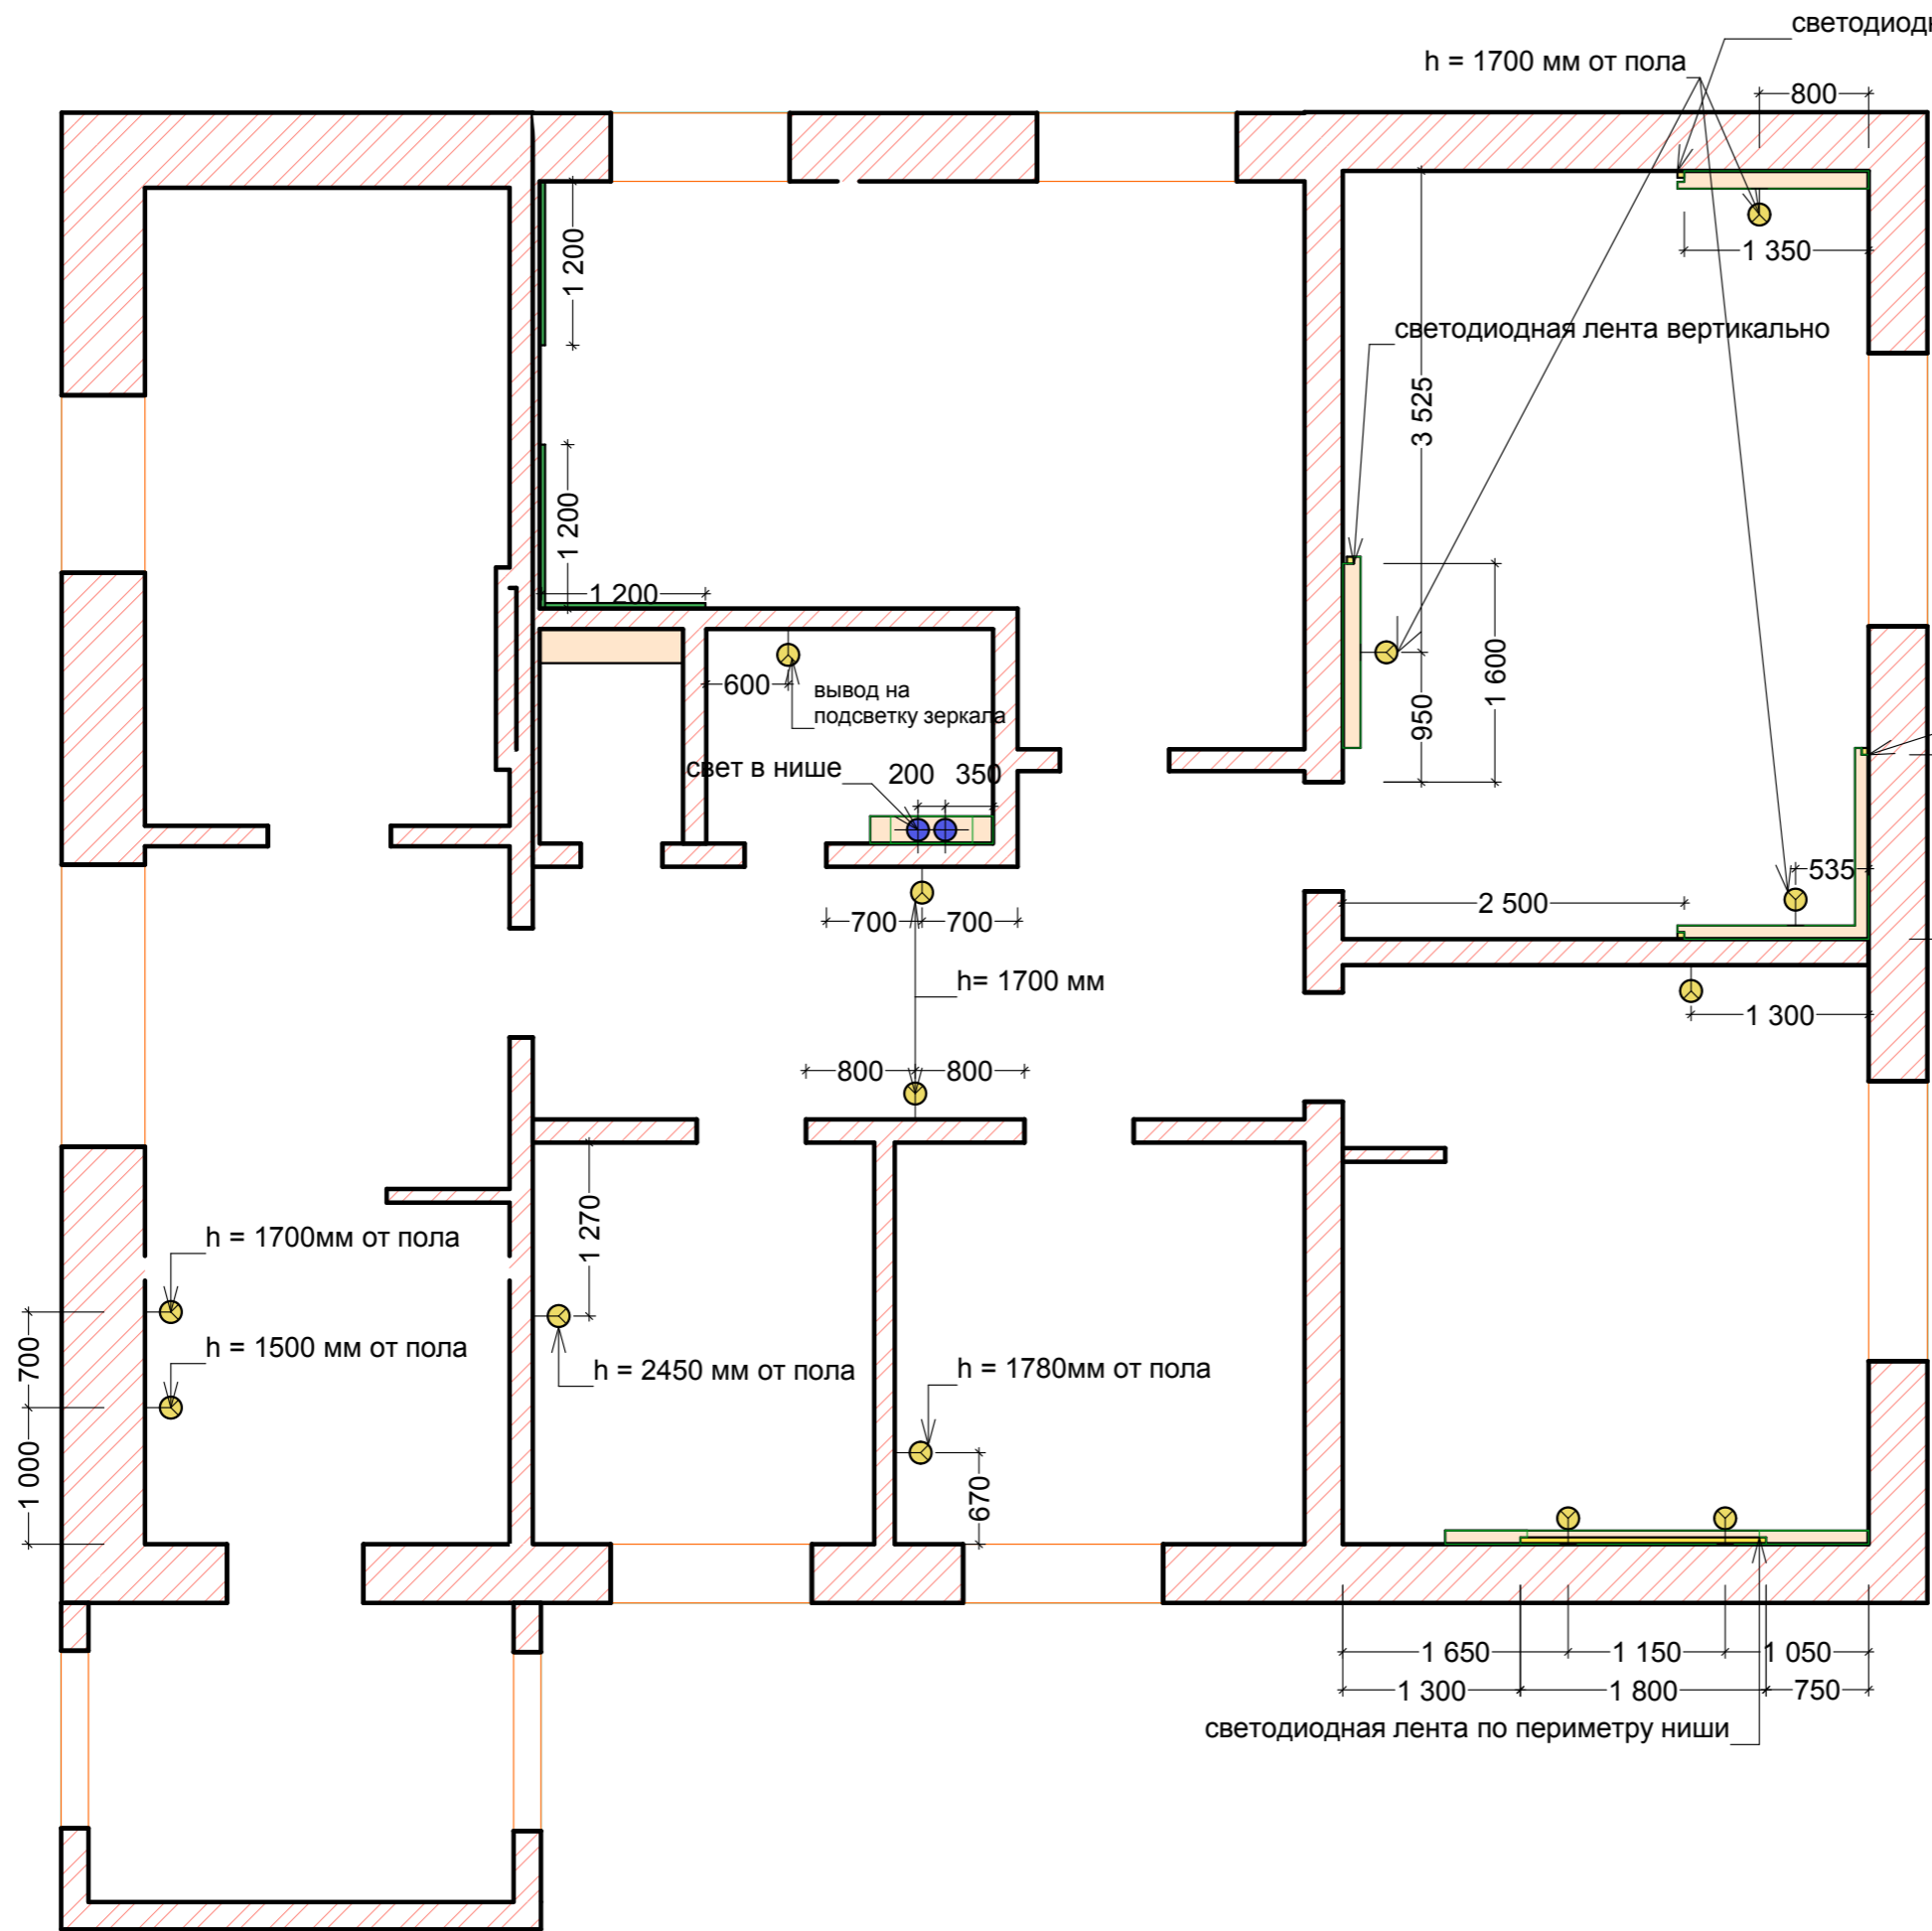 h = 1700 мм от пола
800
1 350
1 200
светодиодная лента вертикально
3 525
1 200
1 200
1 600
600
вывод на
подсветку зеркала
950
свет в нише
200
350
535
2 500
700
700
h= 1700 мм
1 300
800
800
1 270
h = 1700мм от пола
h = 1500 мм от пола
700
h = 2450 мм от пола
h = 1780мм от пола
1 000
670
1 650
1 150
1 050
1 300
1 800
750
светодиодная лента по периметру ниши